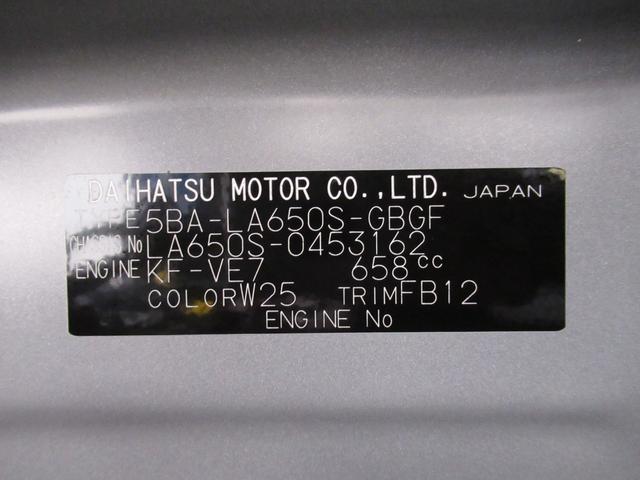 DAIHATSU MOTOR CO.,LTD. JAPAN
TYPE 5BA-LA650S-GBGF
CHASSIS No LA650S-0453162
ENGINE KF-VE7 658cc
COLOR W25 TRIM FB12
ENGINE No